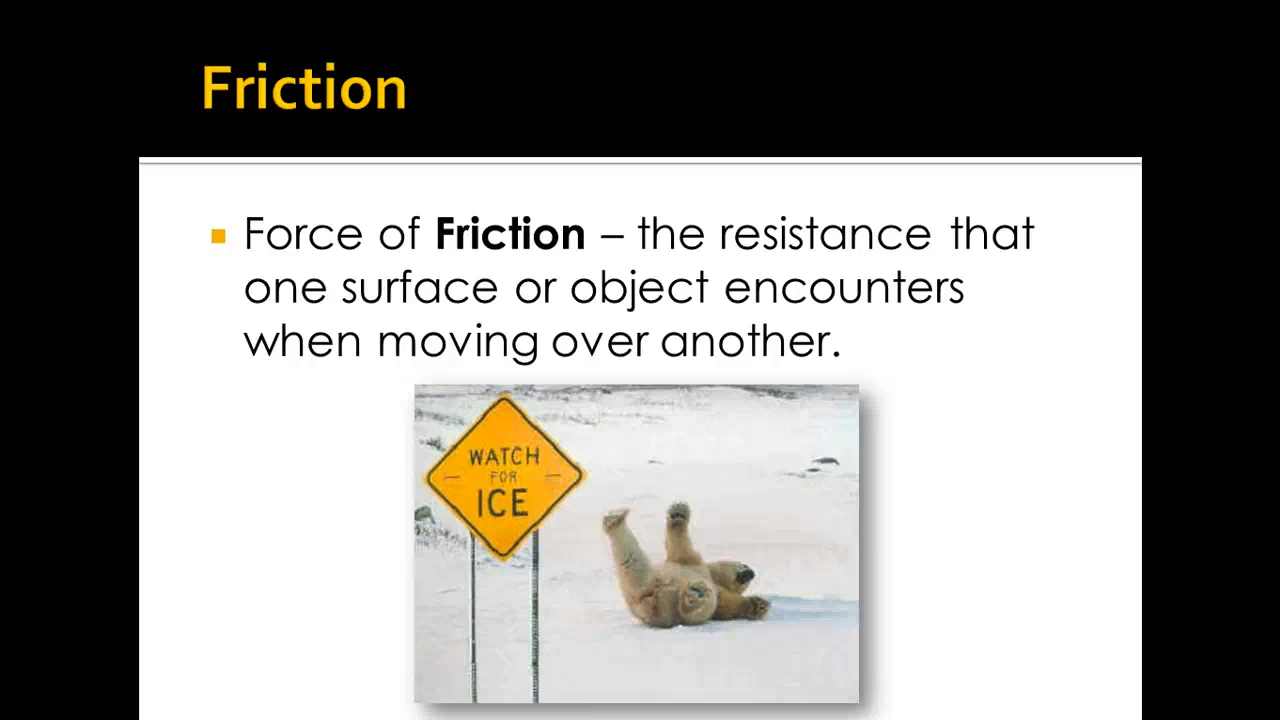 Friction
Force of Friction – the resistance that
one surface or object encounters
when moving over another.
WATCH
FOR
ICE